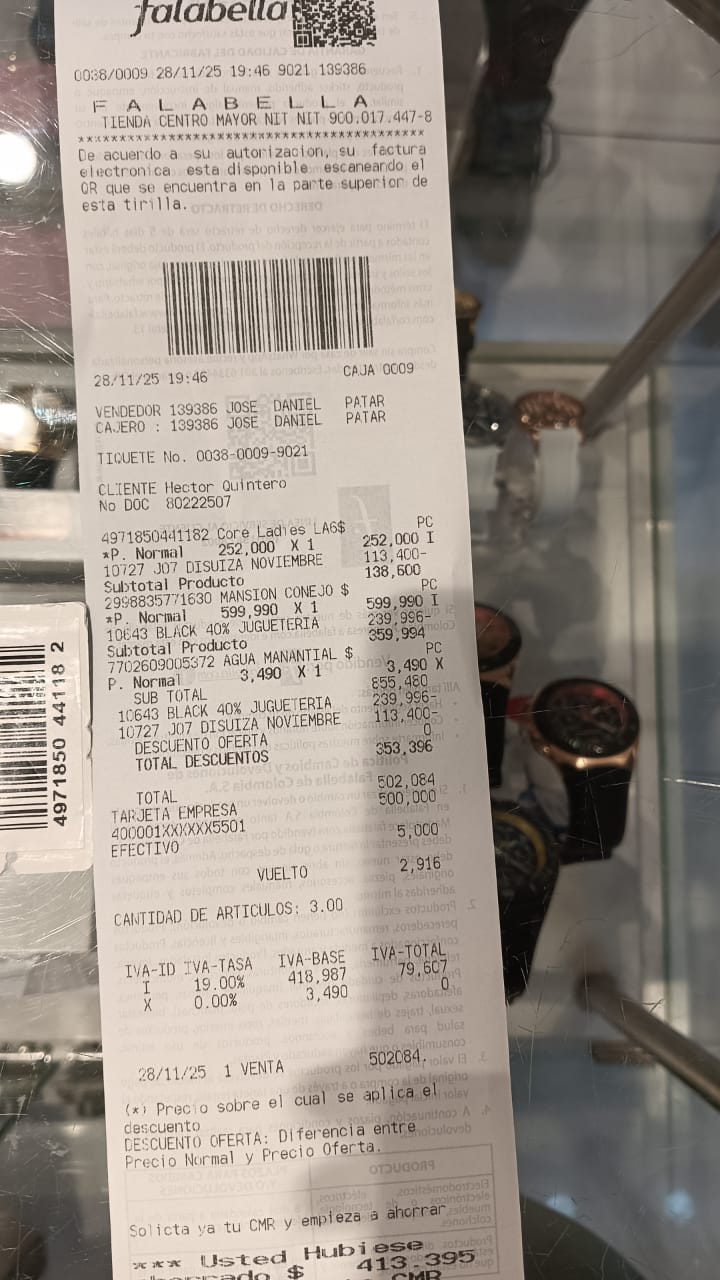 falabella
0038/0009 28/11/25 19:46 9021 139386
F A L A B E L L A
TIENDA CENTRO MAYOR NIT NIT 900.017.447-8
******************************************
De acuerdo a su autorizacion, su factura
electronica esta disponible escaneando el
QR que se encuentra en la parte superior de
esta tirilla.
28/11/25 19:46 CAJA 0009
VENDEDOR 139386 JOSE DANIEL PATAR
CAJERO : 139386 JOSE DANIEL PATAR
TIQUETE No. 0038-0009-9021
CLIENTE Hector Quintero
No DOC 80222507
4971850441182 Core Ladies LA6$ PC
*P. Normal 252,000 X 1 252,000 I
10727 J07 DISUIZA NOVIEMBRE 113,400-
Subtotal Producto 138,600
2998835771630 MANSION CONEJO $ PC
*P. Normal 599,990 X 1 599,990 I
10643 BLACK 40% JUGUETERIA 239,996-
Subtotal Producto 359,994
7702609005372 AGUA MANANTIAL $ PC
P. Normal 3,490 X 1 3,490 X
SUB TOTAL 855,480
10643 BLACK 40% JUGUETERIA 239,996-
10727 J07 DISUIZA NOVIEMBRE 113,400-
DESCUENTO OFERTA 0
TOTAL DESCUENTOS 353,396
TOTAL 502,084
TARJETA EMPRESA 500,000
400001XXXXXX5501
EFECTIVO 5,000
VUELTO 2,916
CANTIDAD DE ARTICULOS: 3.00
IVA-ID IVA-TASA IVA-BASE IVA-TOTAL
I 19.00% 418,987 79,607
X 0.00% 3,490 0
28/11/25 1 VENTA 502084.
(*) Precio sobre el cual se aplica el
descuento
DESCUENTO OFERTA: Diferencia entre
Precio Normal y Precio Oferta.
Solicta ya tu CMR y empieza a ahorrar
*** Usted Hubiese
ahorrado $ 413.395
CMR
4971850 44118 2